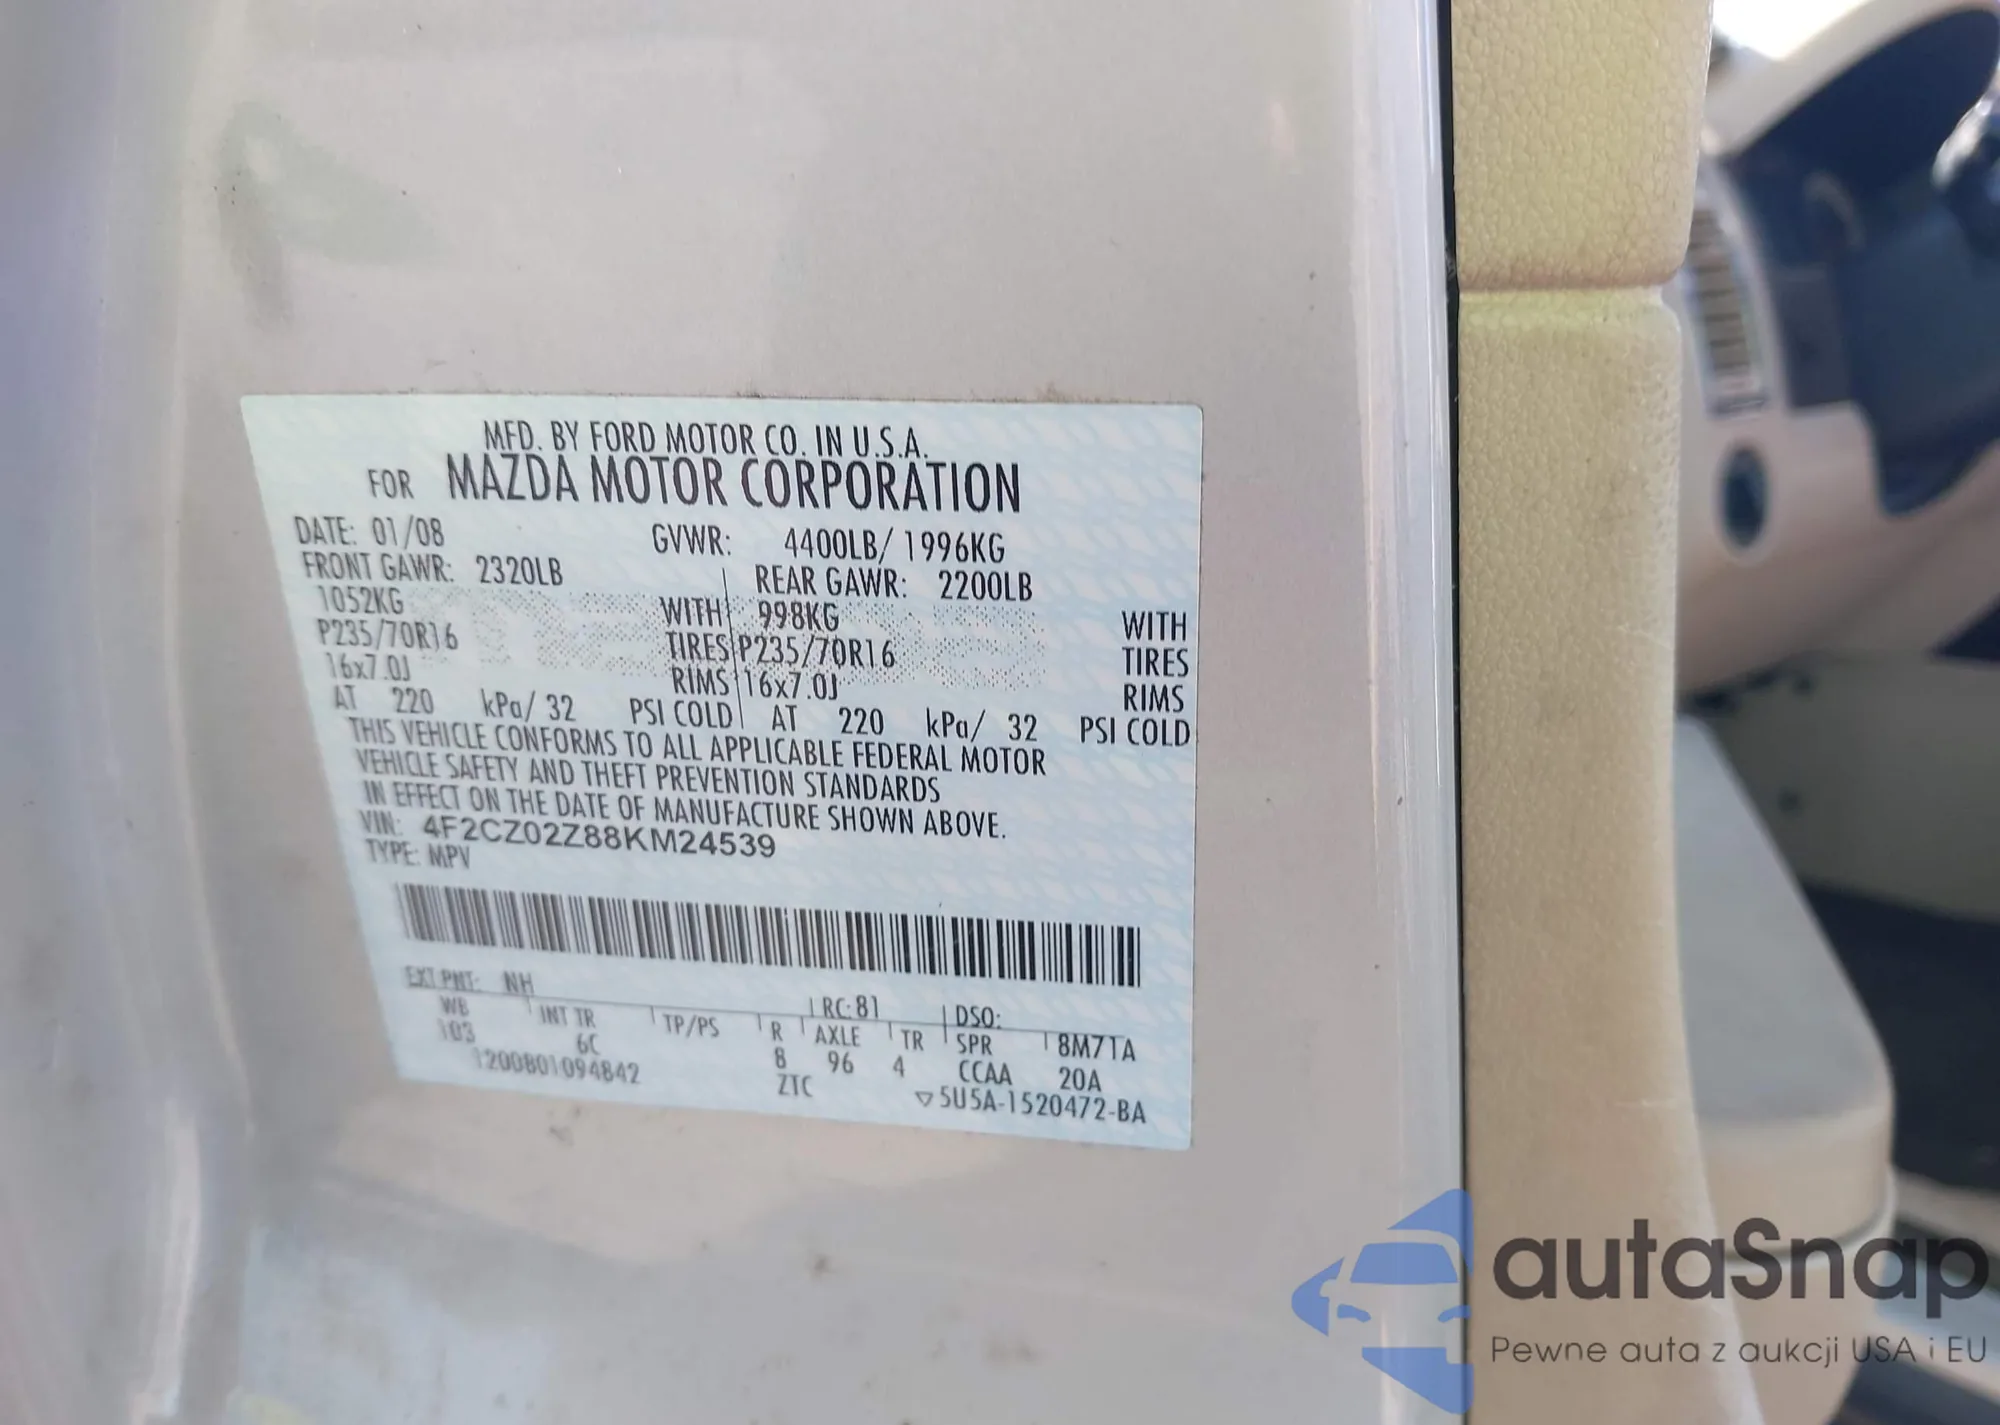 MFD. BY FORD MOTOR CO. IN U.S.A.
FOR MAZDA MOTOR CORPORATION
DATE: 01/08 GVWR: 4400LB/ 1996KG
FRONT GAWR: 2320LB REAR GAWR: 2200LB
1052KG WITH 998KG WITH
P235/70R16 TIRES P235/70R16 TIRES
16x7.0J RIMS 16x7.0J RIMS
AT 220 kPa/ 32 PSI COLD AT 220 kPa/ 32 PSI COLD
THIS VEHICLE CONFORMS TO ALL APPLICABLE FEDERAL MOTOR
VEHICLE SAFETY AND THEFT PREVENTION STANDARDS
IN EFFECT ON THE DATE OF MANUFACTURE SHOWN ABOVE.
VIN: 4F2CZ02Z88KM24539
TYPE: MPV
EXT PNT: NH RC:81 DSO:
WB INT TR TP/PS R AXLE TR SPR 8M71A
103 6C 8 96 4 CCAA 20A
1200801094842 ZTC ▽5U5A-1520472-BA
autaSnap
Pewne auta z aukcji USA i EU